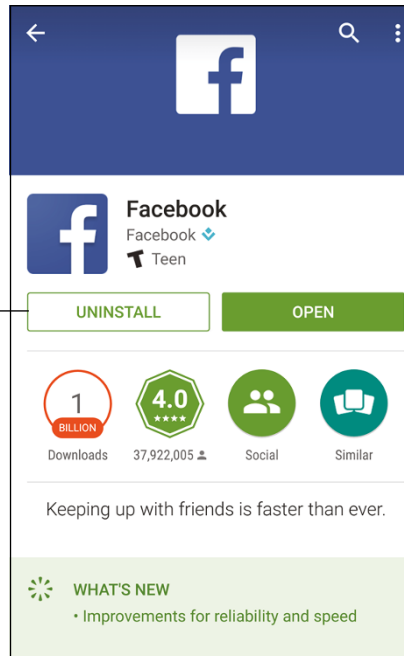 f
Facebook
f
Facebook
Teen
UNINSTALL OPEN
1
BILLION
4.0
Downloads 37,922,005 Social Similar
Keeping up with friends is faster than ever.
WHAT'S NEW
• Improvements for reliability and speed